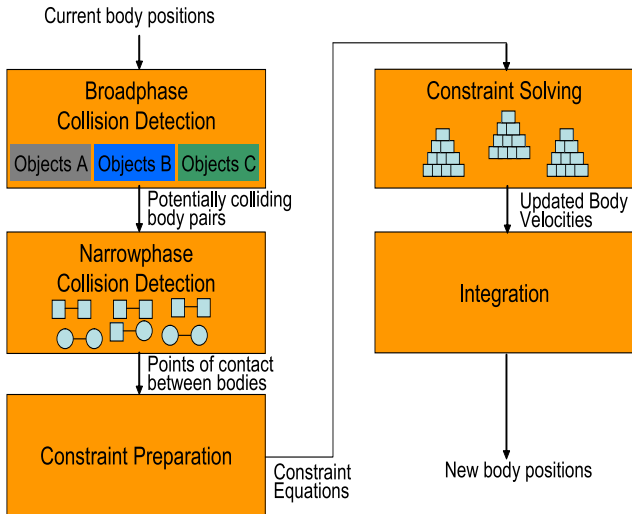 Current body positions
Broadphase
Collision Detection
Objects A
Objects B
Objects C
Potentially colliding
body pairs
Narrowphase
Collision Detection
Points of contact
between bodies
Constraint Preparation
Constraint
Equations
Constraint Solving
Updated Body
Velocities
Integration
New body positions